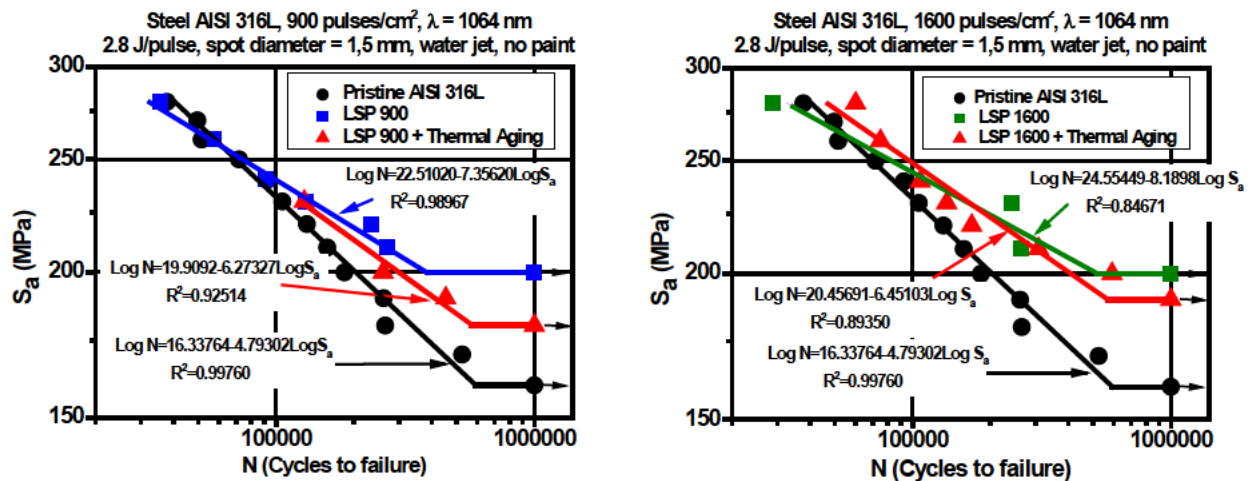 Steel AISI 316L, 900 pulses/cm², λ = 1064 nm
2.8 J/pulse, spot diameter = 1,5 mm, water jet, no paint
300
250
200
150
Sa (MPa)
Pristine AISI 316L
LSP 900
LSP 900 + Thermal Aging
Log N=22.51020-7.35620LogSa
R²=0.98967
Log N=19.9092-6.27327LogSa
R²=0.92514
Log N=16.33764-4.79302LogSa
R²=0.99760
100000
1000000
N (Cycles to failure)
Steel AISI 316L, 1600 pulses/cm², λ = 1064 nm
2.8 J/pulse, spot diameter = 1,5 mm, water jet, no paint
300
250
200
150
Sa (MPa)
Pristine AISI 316L
LSP 1600
LSP 1600 + Thermal Aging
Log N=24.55449-8.1898Log Sa
R²=0.84671
Log N=20.45691-6.45103Log Sa
R²=0.89350
Log N=16.33764-4.79302Log Sa
R²=0.99760
100000
1000000
N (Cycles to failure)